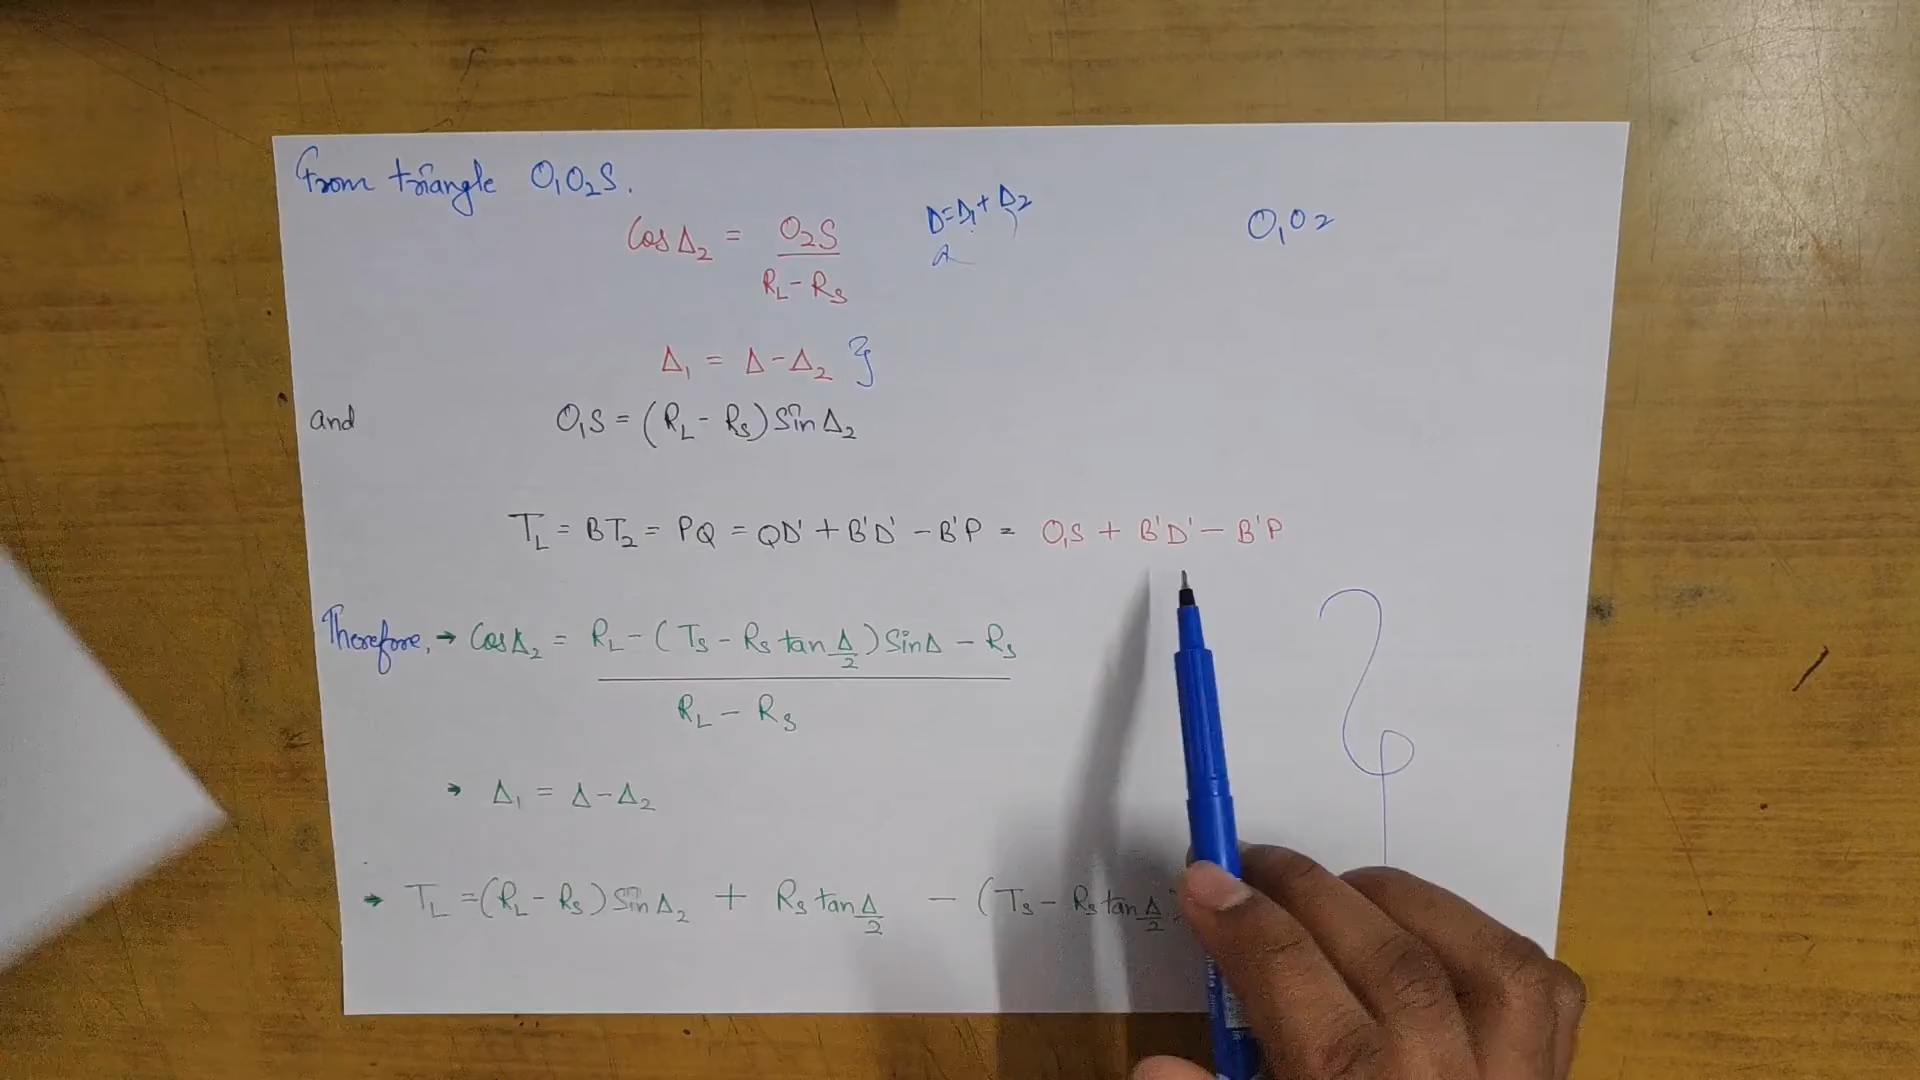 From triangle O₁O₂S.
Cos Δ₂ = O₂S / R_L - R_S
Δ = Δ₁ + Δ₂
O₁O₂
Δ₁ = Δ - Δ₂ }
and O₁S = (R_L - R_S) Sin Δ₂
T_L = BT₂ = PQ = QD' + B'D' - B'P = O₁S + B'D' - B'P
Therefore, → Cos Δ₂ = R_L - (T_S - R_S tan Δ/2) Sin Δ - R_S / R_L - R_S
→ Δ₁ = Δ - Δ₂
→ T_L = (R_L - R_S) Sin Δ₂ + R_S tan Δ/2 - (T_S - R_S tan Δ/2